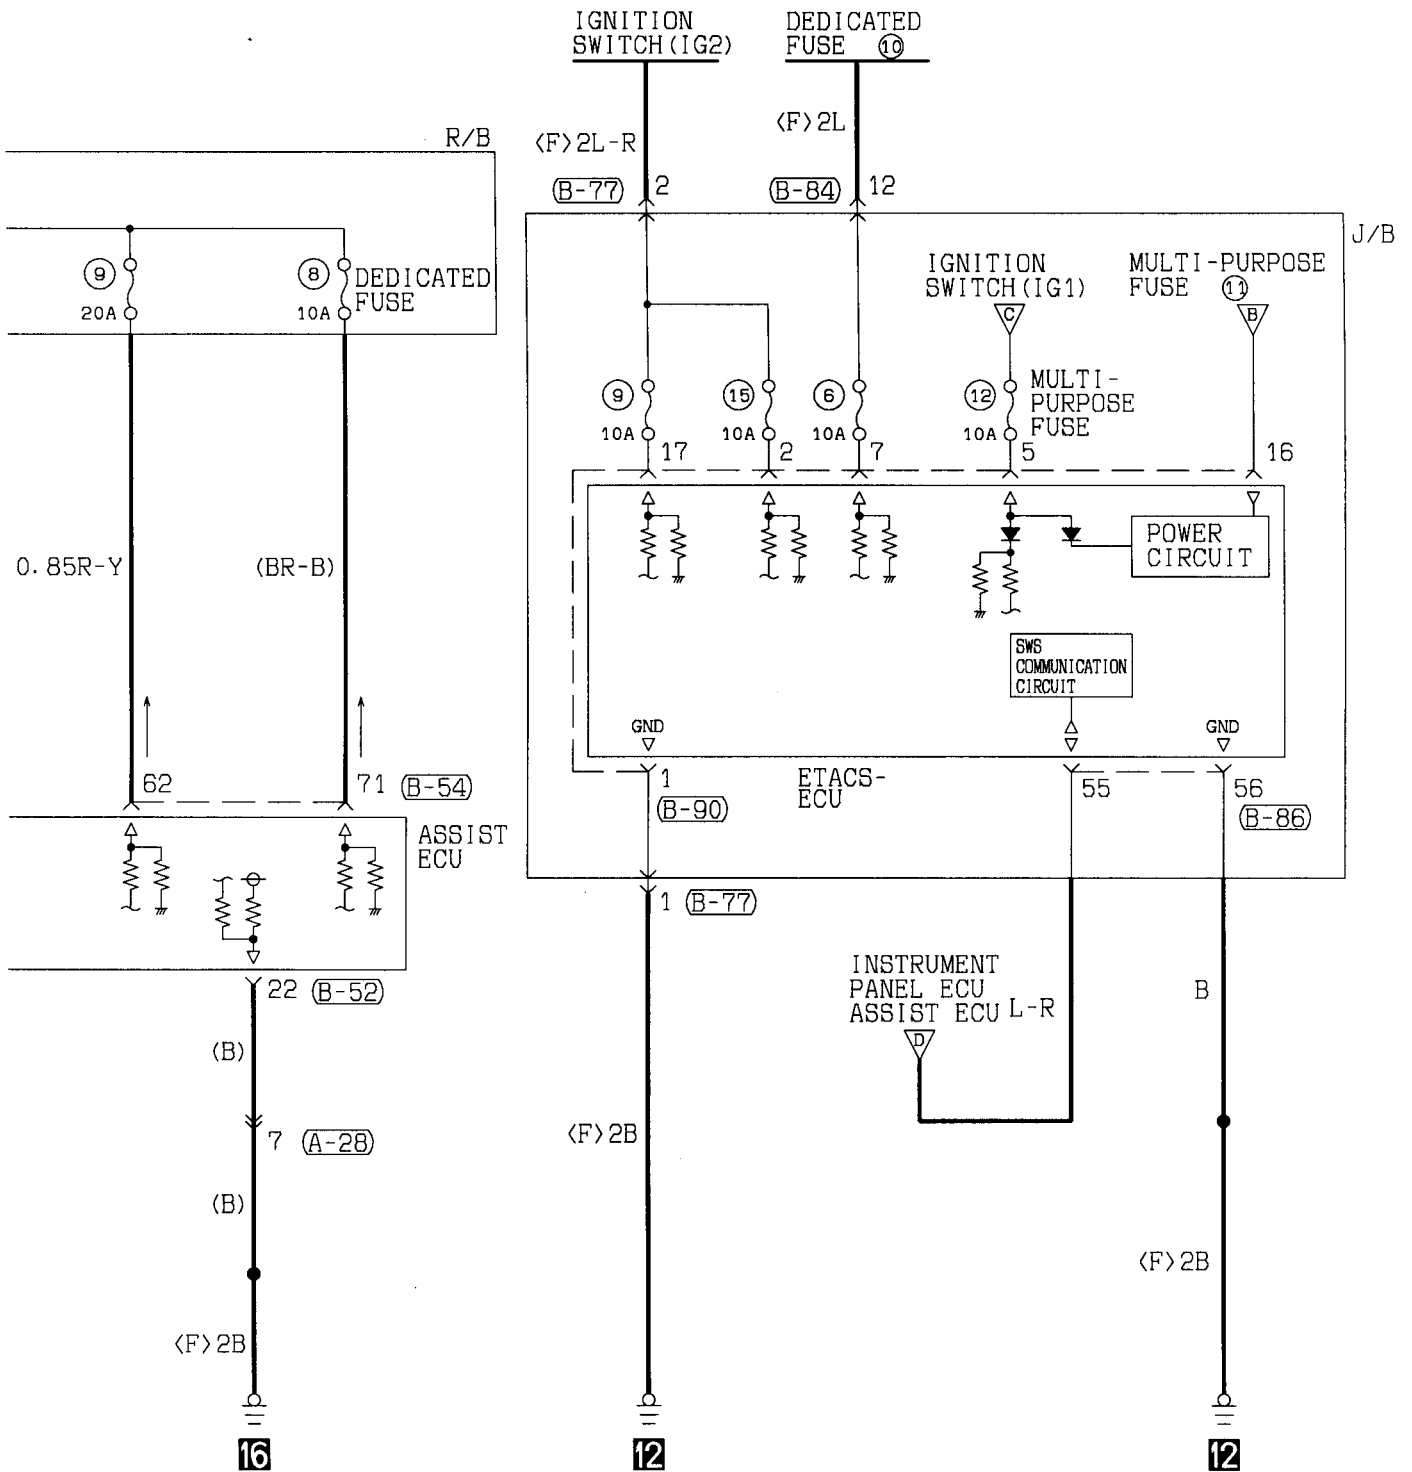 IGNITION
SWITCH(IG2)
DEDICATED
FUSE ⑩
<F>2L-R
<F>2L
(B-77) 2
(B-84) 12
R/B
⑨
20A
⑧
10A
DEDICATED
FUSE
J/B
IGNITION
SWITCH(IG1)
C
MULTI-PURPOSE
FUSE ⑪
B
⑨
10A
17
⑮
10A
2
⑥
10A
7
⑫
10A
5
MULTI-
PURPOSE
FUSE
16
POWER
CIRCUIT
SWS
COMMUNICATION
CIRCUIT
GND
GND
0.85R-Y
(BR-B)
62
71 (B-54)
ASSIST
ECU
22 (B-52)
(B)
7 (A-28)
(B)
<F>2B
16
1
(B-90)
ETACS-
ECU
55
56
(B-86)
1 (B-77)
INSTRUMENT
PANEL ECU
ASSIST ECU
D
L-R
B
<F>2B
<F>2B
12
12